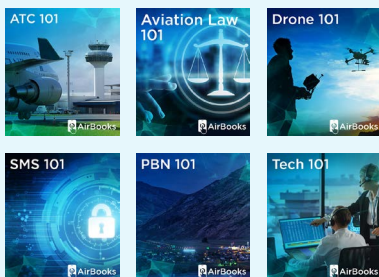 ATC 101
AirBooks
Aviation Law
101
AirBooks
Drone 101
AirBooks
SMS 101
AirBooks
PBN 101
AirBooks
Tech 101
AirBooks